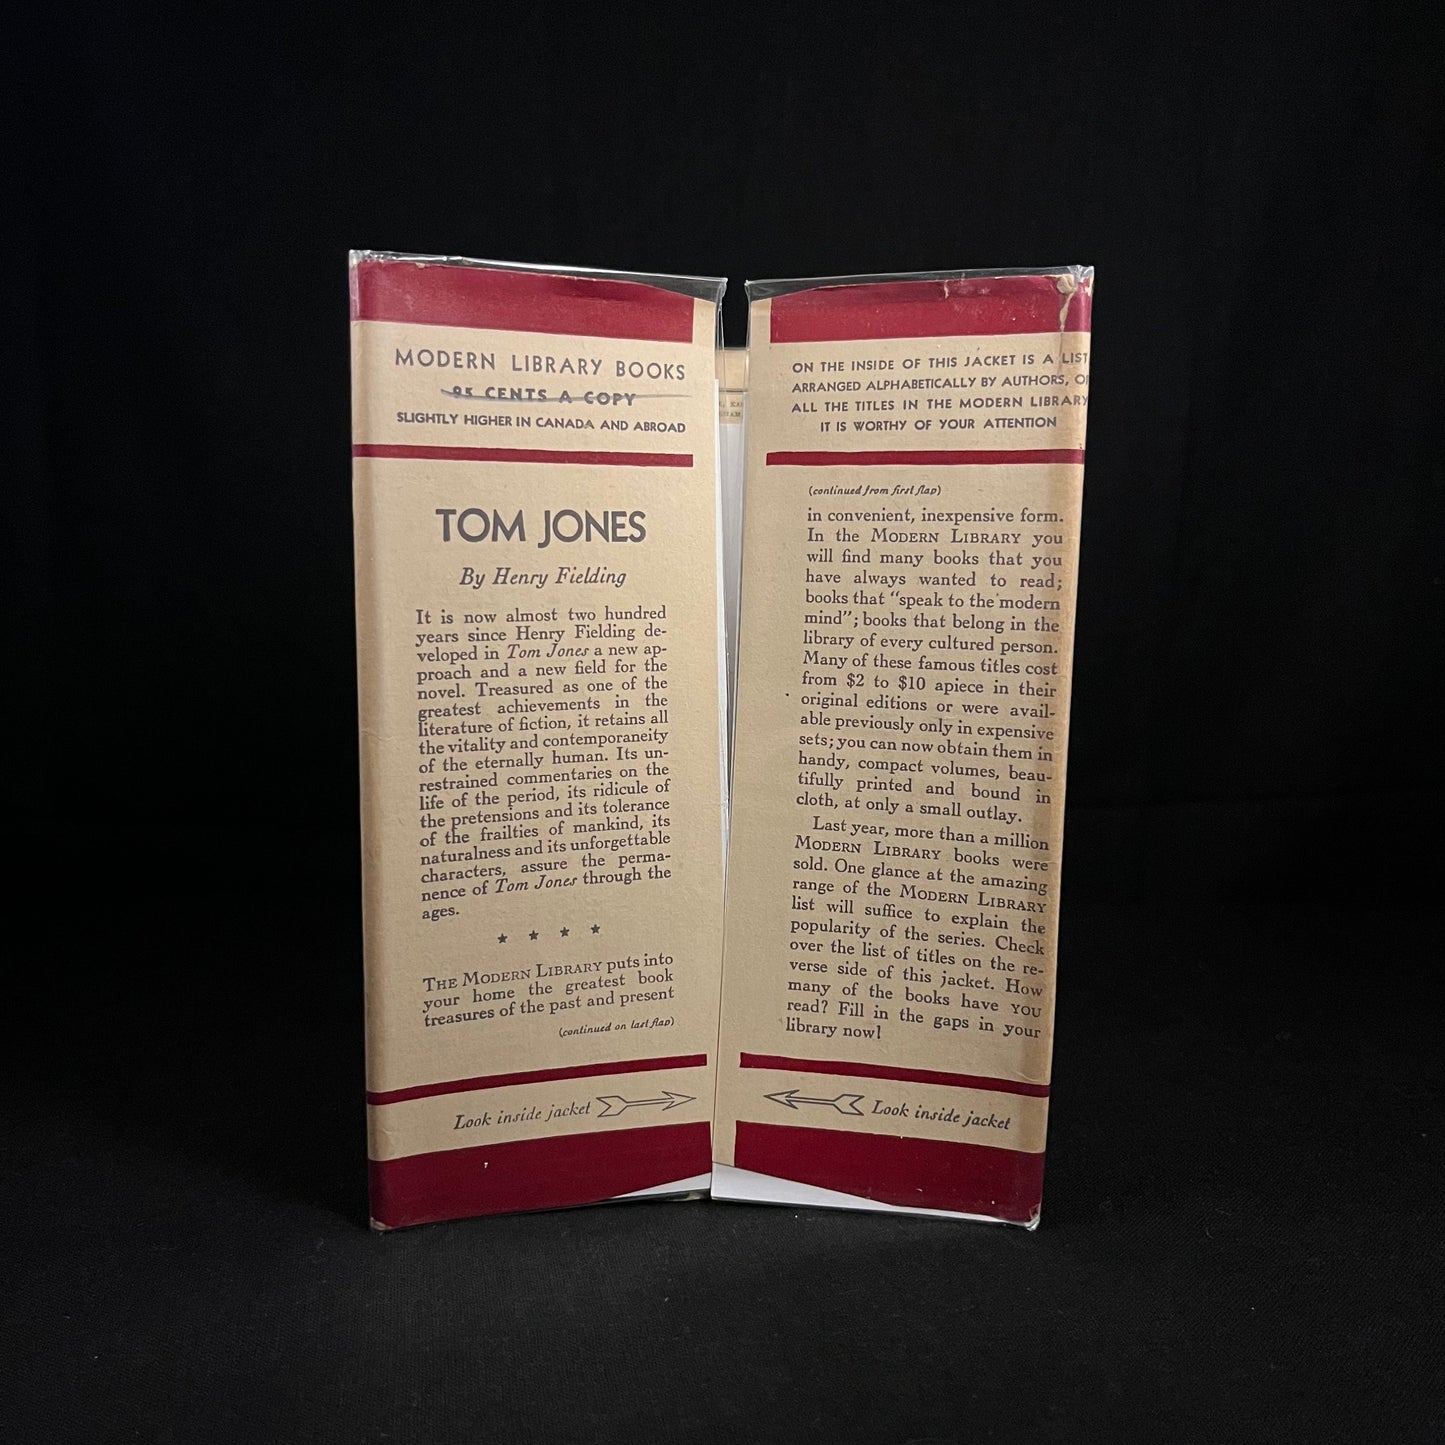 MODERN LIBRARY BOOKS
95 CENTS A COPY
SLIGHTLY HIGHER IN CANADA AND ABROAD
TOM JONES
By Henry Fielding
It is now almost two hundred
years since Henry Fielding de-
veloped in Tom Jones a new ap-
proach and a new field for the
novel. Treasured as one of the
greatest achievements in the
literature of fiction, it retains all
the vitality and contemporaneity
of the eternally human. Its un-
restrained commentaries on the
life of the period, its ridicule of
the pretensions and its tolerance
of the frailties of mankind, its
naturalness and its unforgettable
characters, assure the perma-
nence of Tom Jones through the
ages.
★ ★ ★ ★
THE MODERN LIBRARY puts into
your home the greatest book
treasures of the past and present
(continued on last flap)
Look inside jacket
ON THE INSIDE OF THIS JACKET IS A LIST
ARRANGED ALPHABETICALLY BY AUTHORS, O
ALL THE TITLES IN THE MODERN LIBRARY
IT IS WORTHY OF YOUR ATTENTION
(continued from first flap)
in convenient, inexpensive form.
In the MODERN LIBRARY you
will find many books that you
have always wanted to read;
books that “speak to the modern
mind”; books that belong in the
library of every cultured person.
Many of these famous titles cost
from $2 to $10 apiece in their
original editions or were avail-
able previously only in expensive
sets; you can now obtain them in
handy, compact volumes, beau-
tifully printed and bound in
cloth, at only a small outlay.
Last year, more than a million
MODERN LIBRARY books were
sold. One glance at the amazing
range of the MODERN LIBRARY
list will suffice to explain the
popularity of the series. Check
over the list of titles on the re-
verse side of this jacket. How
many of the books have YOU
read? Fill in the gaps in your
library now!
Look inside jacket